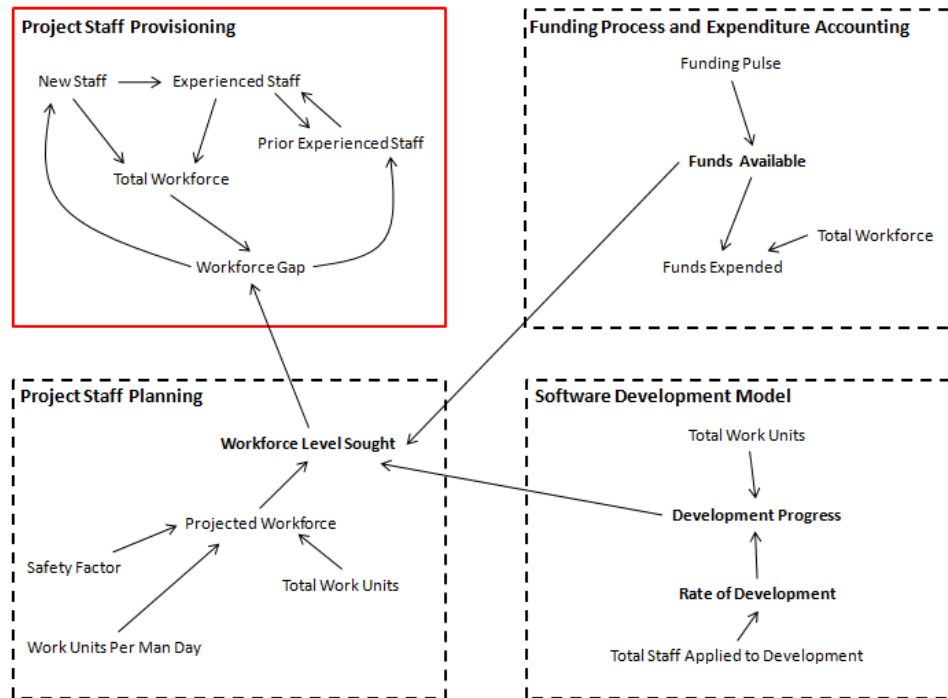 Project Staff Provisioning
New Staff
Experienced Staff
Prior Experienced Staff
Total Workforce
Workforce Gap
Funding Process and Expenditure Accounting
Funding Pulse
Funds Available
Total Workforce
Funds Expended
Project Staff Planning
Workforce Level Sought
Projected Workforce
Safety Factor
Total Work Units
Work Units Per Man Day
Software Development Model
Total Work Units
Development Progress
Rate of Development
Total Staff Applied to Development